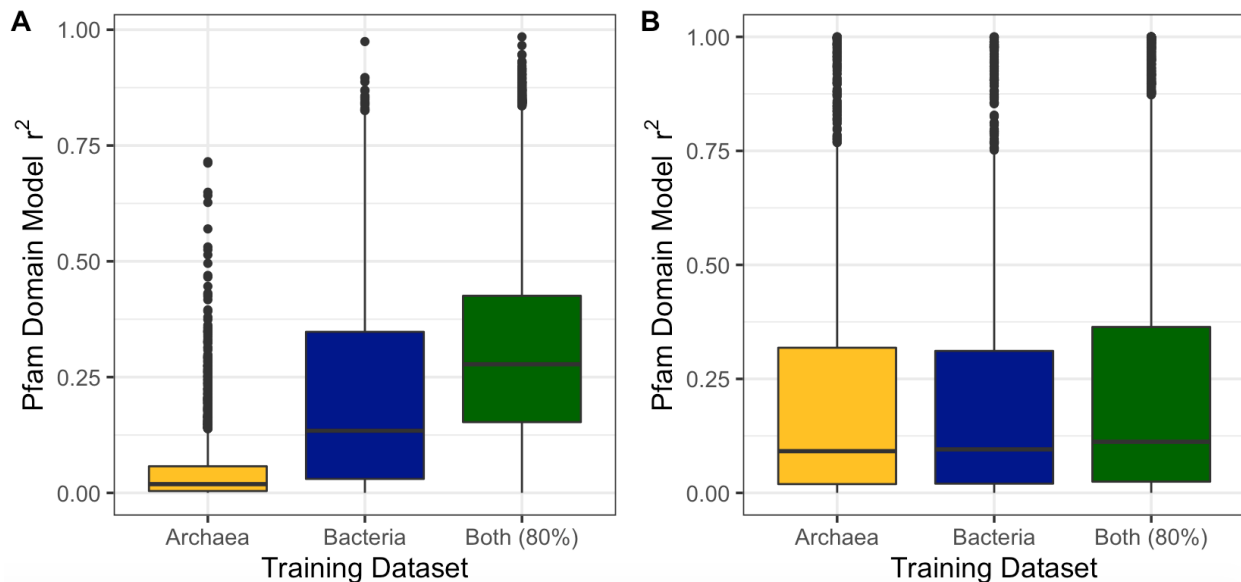 A
Pfam Domain Model r²
1.00
0.75
0.50
0.25
0.00
Archaea
Bacteria
Both (80%)
Training Dataset
B
Pfam Domain Model r²
1.00
0.75
0.50
0.25
0.00
Archaea
Bacteria
Both (80%)
Training Dataset